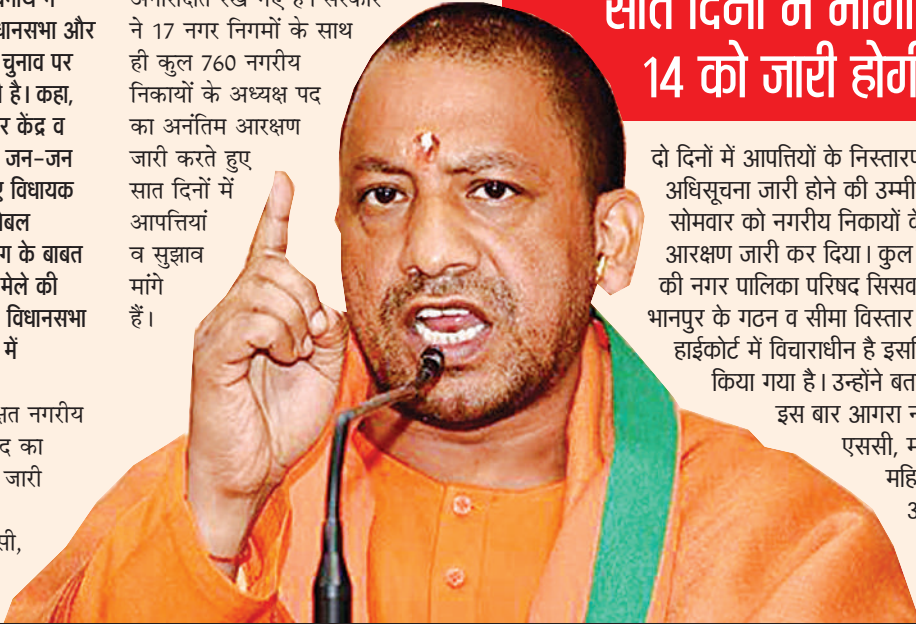 धानसभा और
चुनाव पर
है। कहा,
र केंद्र व
जन-जन
विधायक
ग के बाबत
मेले की
विधानसभा
में
नगरीय
द का
जारी
सी,
ने 17 नगर निगमों के साथ
ही कुल 760 नगरीय
निकायों के अध्यक्ष पद
का अनंतिम आरक्षण
जारी करते हुए
सात दिनों में
आपत्तियां
व सुझाव
मांगे
हैं।
सात दिनों में मांगी
14 को जारी होगी
दो दिनों में आपत्तियों के निस्तारण
अधिसूचना जारी होने की उम्मी
सोमवार को नगरीय निकायों के
आरक्षण जारी कर दिया। कुल
की नगर पालिका परिषद सिसव
भानपुर के गठन व सीमा विस्तार
हाईकोर्ट में विचाराधीन है इसि
किया गया है। उन्होंने बत
इस बार आगरा न
एससी, म
महि
अ